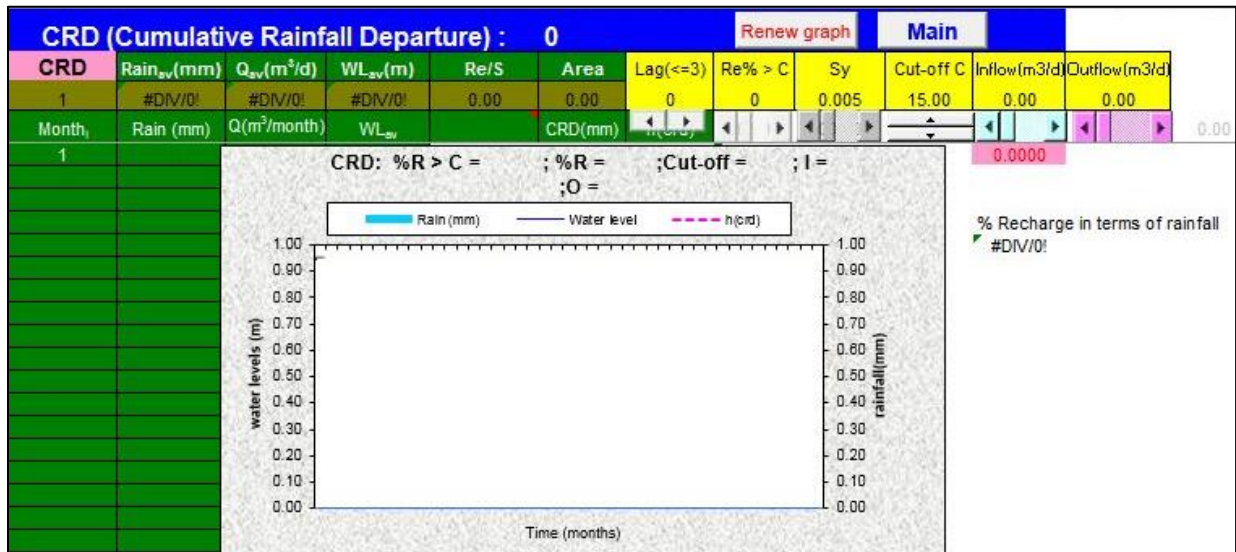 CRD (Cumulative Rainfall Departure) : 0 Renew graph Main
CRD Rainav(mm) Qav(m³/d) WLav(m) Re/S Area Lag(<=3) Re% > C Sy Cut-off C Inflow(m3/d) Outflow(m3/d)
1 #DIV/0! #DIV/0! #DIV/0! 0.00 0.00 0 0 0.005 15.00 0.00 0.00
Monthi Rain (mm) Q(m³/month) WLav CRD(mm) h(crd) 0.00
1 0.0000
CRD: %R > C = ; %R = ;Cut-off = ; I =
;O =
Rain (mm) Water level h(crd)
% Recharge in terms of rainfall
#DIV/0!
1.00 1.00
0.90 0.90
0.80 0.80
0.70 0.70
0.60 0.60
0.50 0.50
0.40 0.40
0.30 0.30
0.20 0.20
0.10 0.10
0.00 0.00
water levels (m)
rainfall(mm)
Time (months)